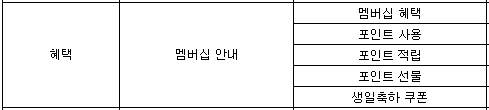 혜택
멤버십 안내
멤버십 혜택
포인트 사용
포인트 적립
포인트 선물
생일축하 쿠폰